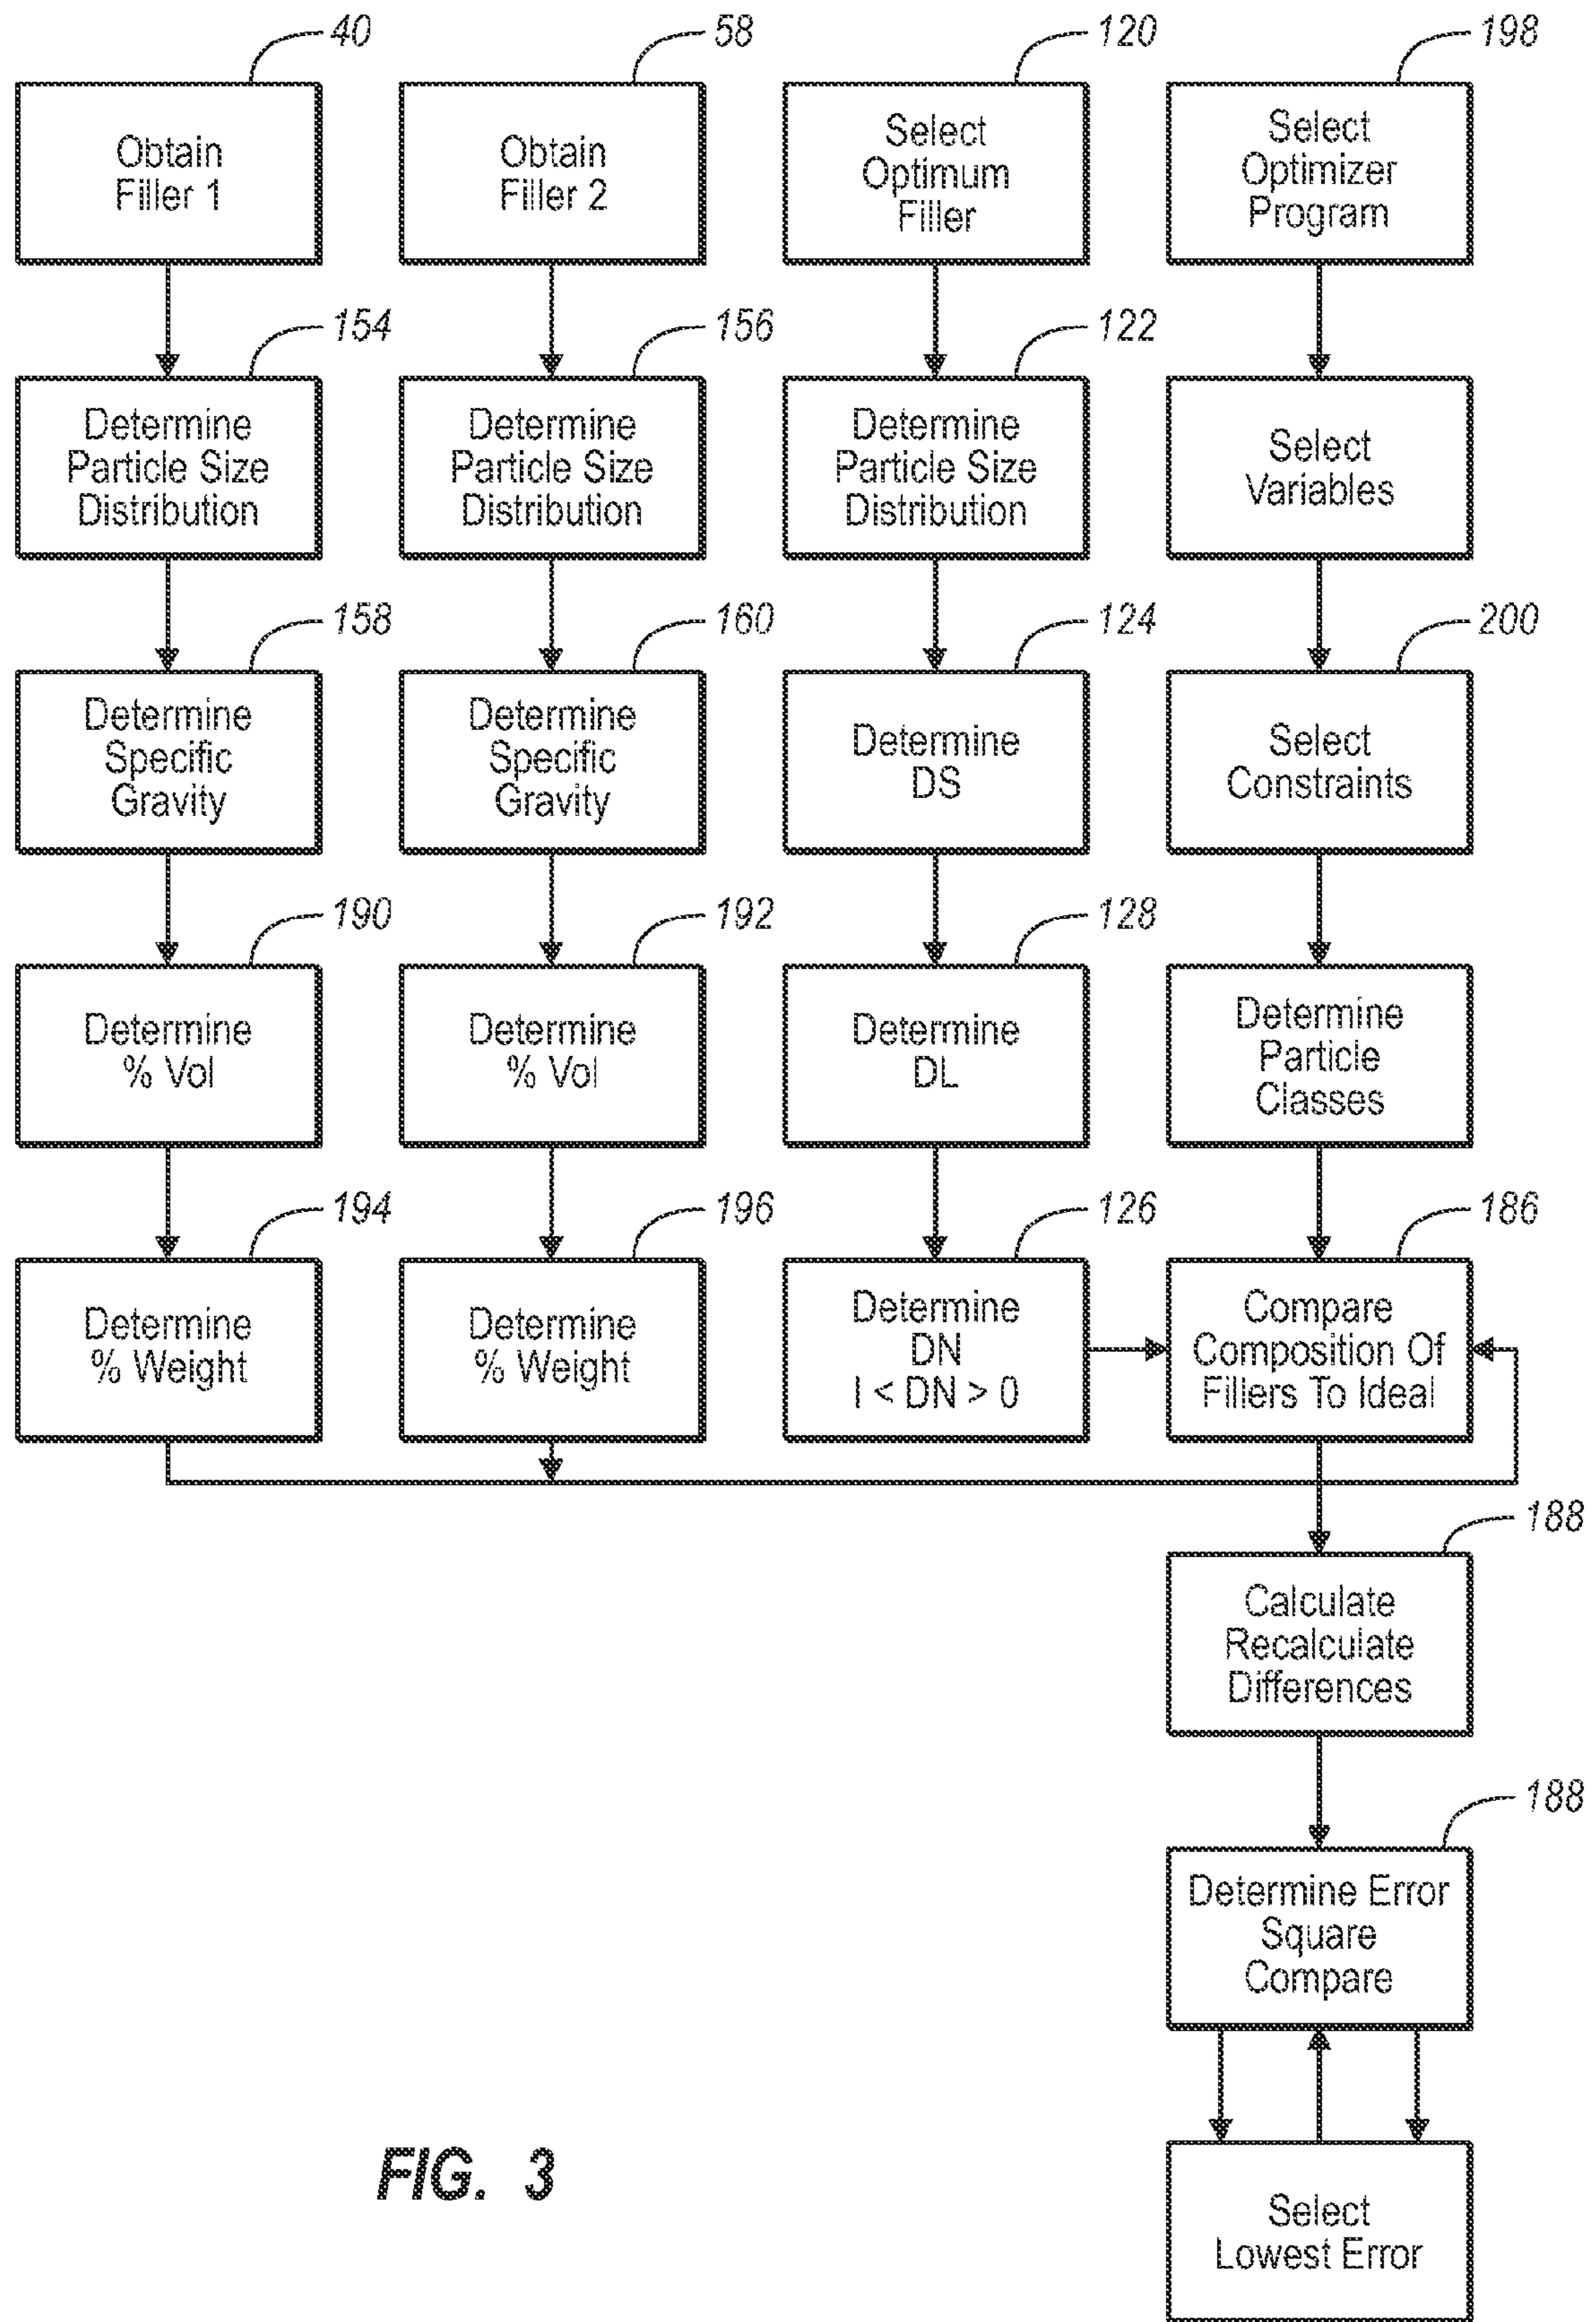 40
58
120
198
Obtain
Filler 1
Obtain
Filler 2
Select
Optimum
Filler
Select
Optimizer
Program
154
156
122
Determine
Particle Size
Distribution
Determine
Particle Size
Distribution
Determine
Particle Size
Distribution
Select
Variables
158
160
124
200
Determine
Specific
Gravity
Determine
Specific
Gravity
Determine
DS
Select
Constraints
190
192
128
Determine
% Vol
Determine
% Vol
Determine
DL
Determine
Particle
Classes
194
196
126
186
Determine
% Weight
Determine
% Weight
Determine
DN
I < DN > 0
Compare
Composition Of
Fillers To Ideal
188
Calculate
Recalculate
Differences
188
Determine Error
Square
Compare
Select
Lowest Error
FIG. 3